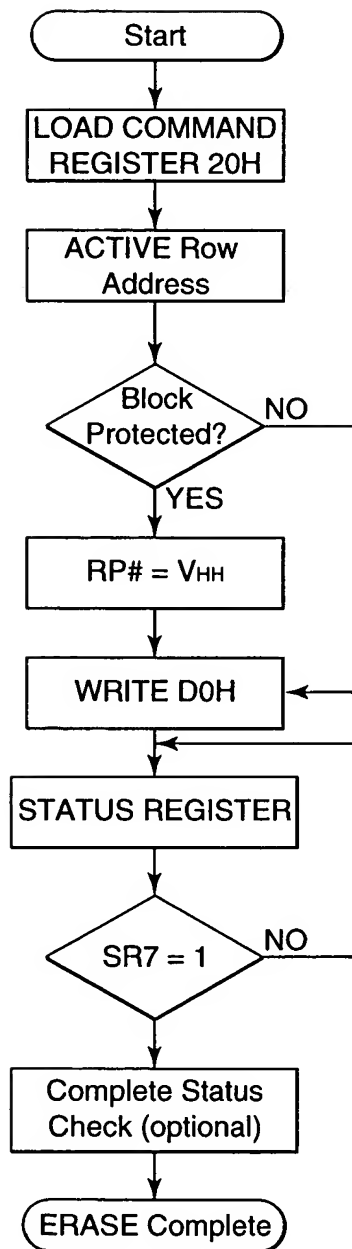 Start
LOAD COMMAND
REGISTER 20H
ACTIVE Row
Address
Block
Protected?
NO
YES
RP# = VHH
WRITE D0H
STATUS REGISTER
SR7 = 1
NO
Complete Status
Check (optional)
ERASE Complete